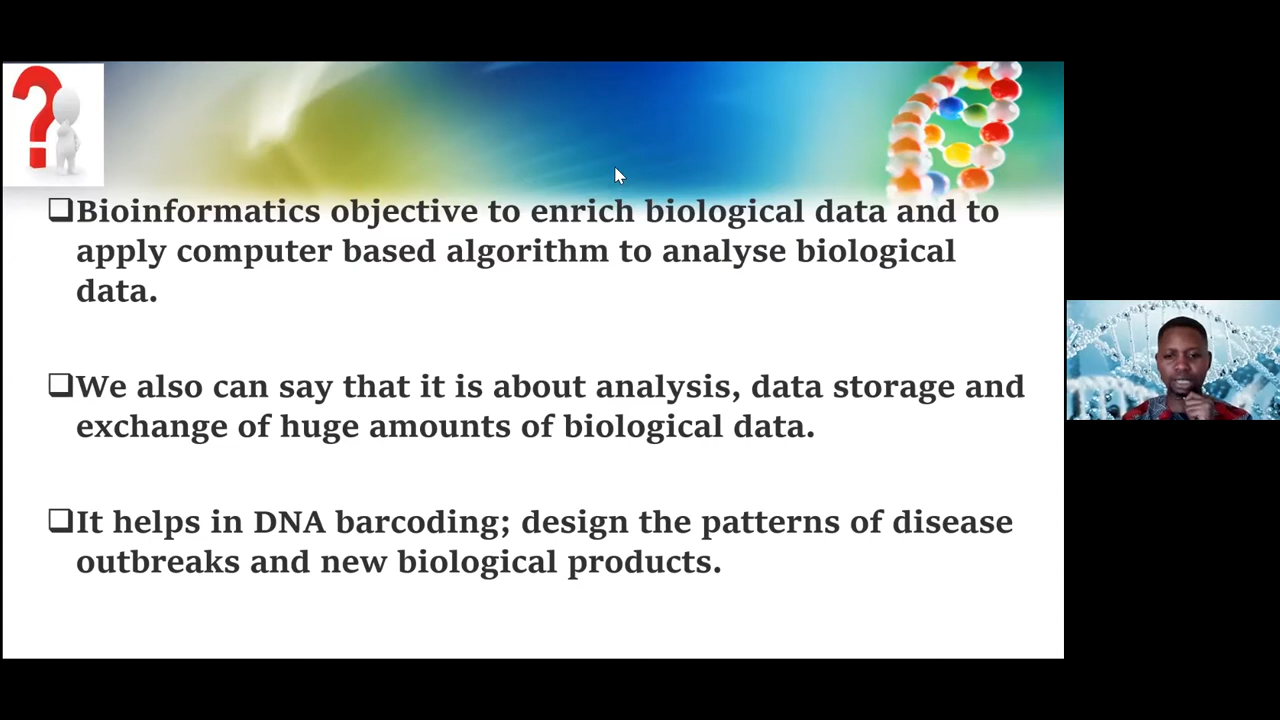 ❑Bioinformatics objective to enrich biological data and to
apply computer based algorithm to analyse biological
data.
❑We also can say that it is about analysis, data storage and
exchange of huge amounts of biological data.
❑It helps in DNA barcoding; design the patterns of disease
outbreaks and new biological products.